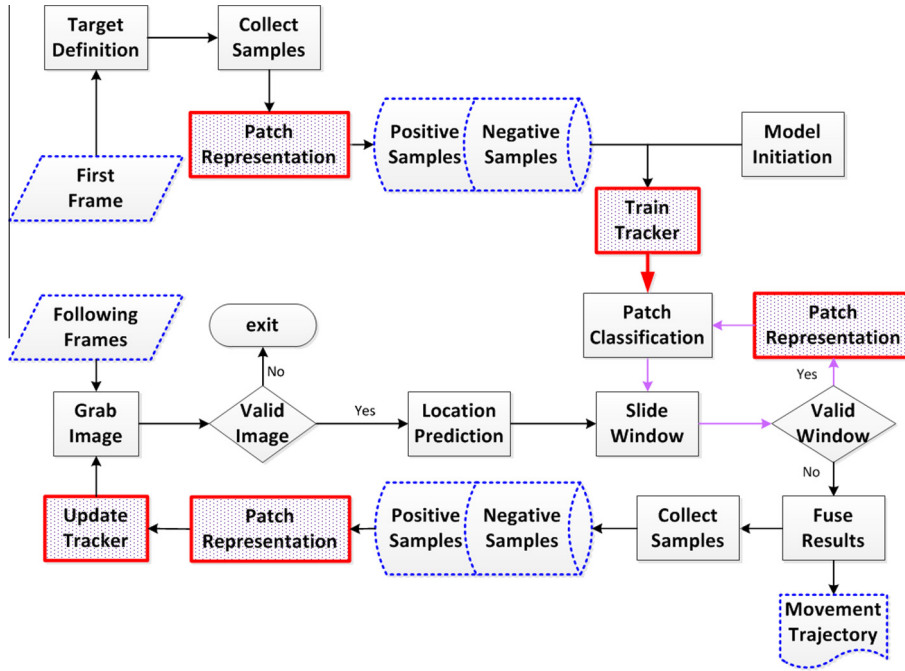 Target
Definition
Collect
Samples
Patch
Representation
Positive
Samples
Negative
Samples
Model
Initiation
First
Frame
Train
Tracker
Following
Frames
exit
Patch
Classification
Patch
Representation
No
Yes
Grab
Image
Valid
Image
Yes
Location
Prediction
Slide
Window
Valid
Window
No
Update
Tracker
Patch
Representation
Positive
Samples
Negative
Samples
Collect
Samples
Fuse
Results
Movement
Trajectory